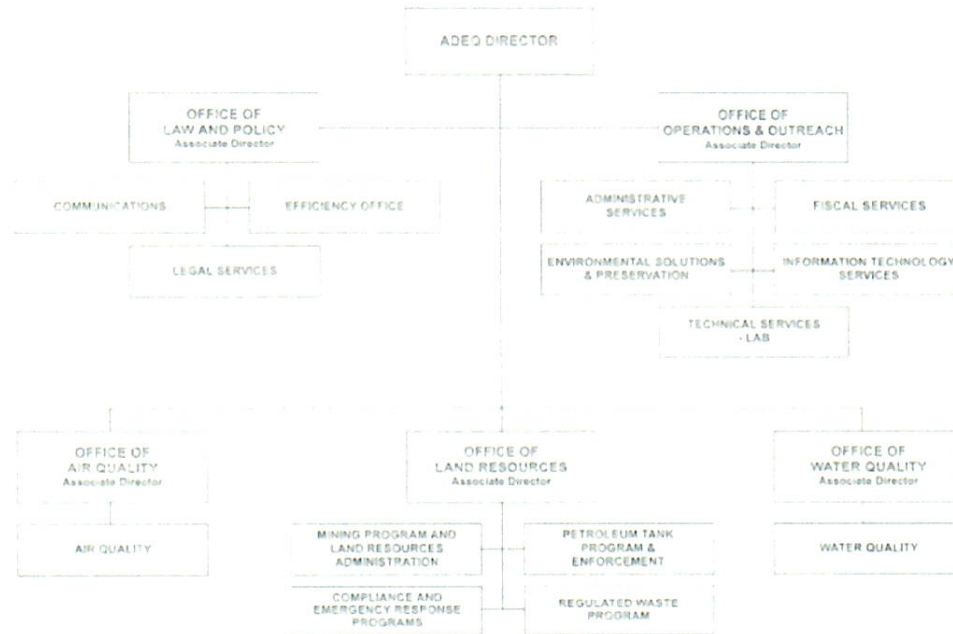 ADEQ DIRECTOR
OFFICE OF
LAW AND POLICY
Associate Director
OFFICE OF
OPERATIONS & OUTREACH
Associate Director
COMMUNICATIONS
EFFICIENCY OFFICE
LEGAL SERVICES
ADMINISTRATIVE
SERVICES
FISCAL SERVICES
ENVIRONMENTAL SOLUTIONS
& PRESERVATION
INFORMATION TECHNOLOGY
SERVICES
TECHNICAL SERVICES
- LAB
OFFICE OF
AIR QUALITY
Associate Director
OFFICE OF
LAND RESOURCES
Associate Director
OFFICE OF
WATER QUALITY
Associate Director
AIR QUALITY
MINING PROGRAM AND
LAND RESOURCES
ADMINISTRATION
PETROLEUM TANK
PROGRAM &
ENFORCEMENT
WATER QUALITY
COMPLIANCE AND
EMERGENCY RESPONSE
PROGRAMS
REGULATED WASTE
PROGRAM